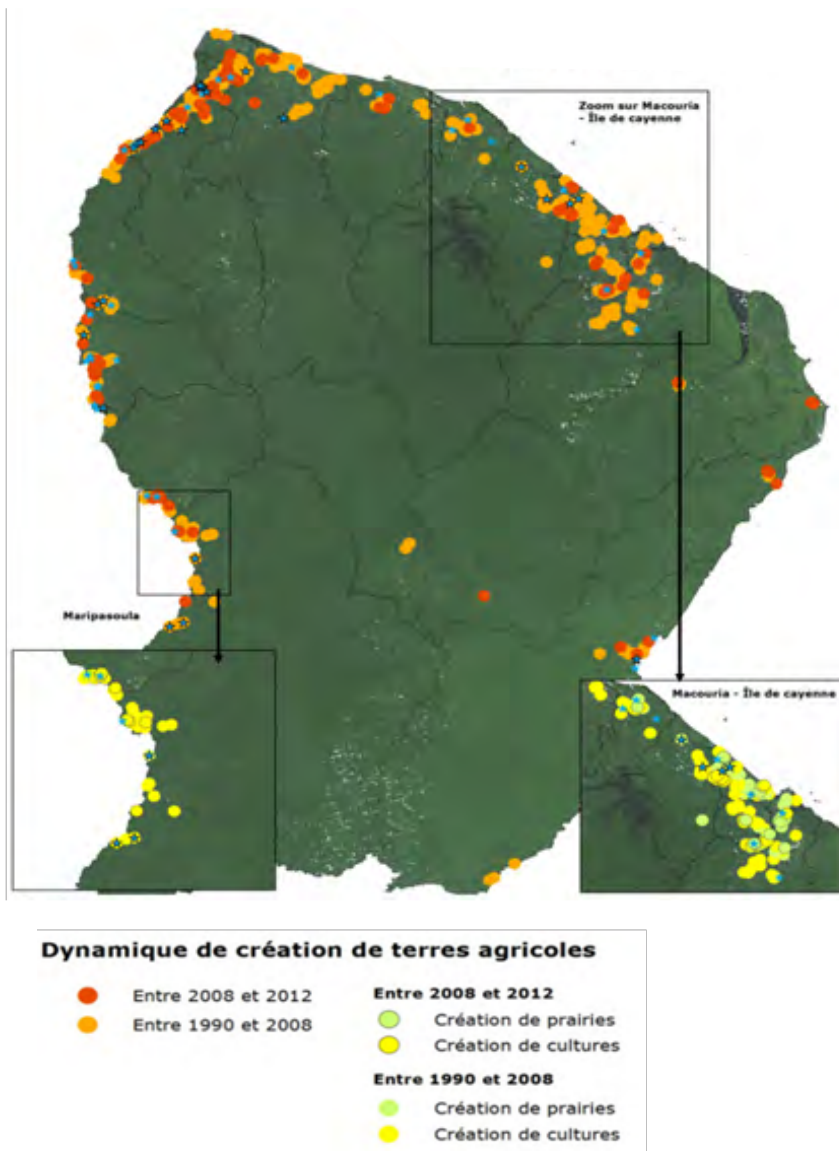 Zoom sur Macouria
- Île de cayenne
Maripasoula
Macouria - Île de cayenne
Dynamique de création de terres agricoles
Entre 2008 et 2012
Entre 1990 et 2008
Entre 2008 et 2012
Création de prairies
Création de cultures
Entre 1990 et 2008
Création de prairies
Création de cultures